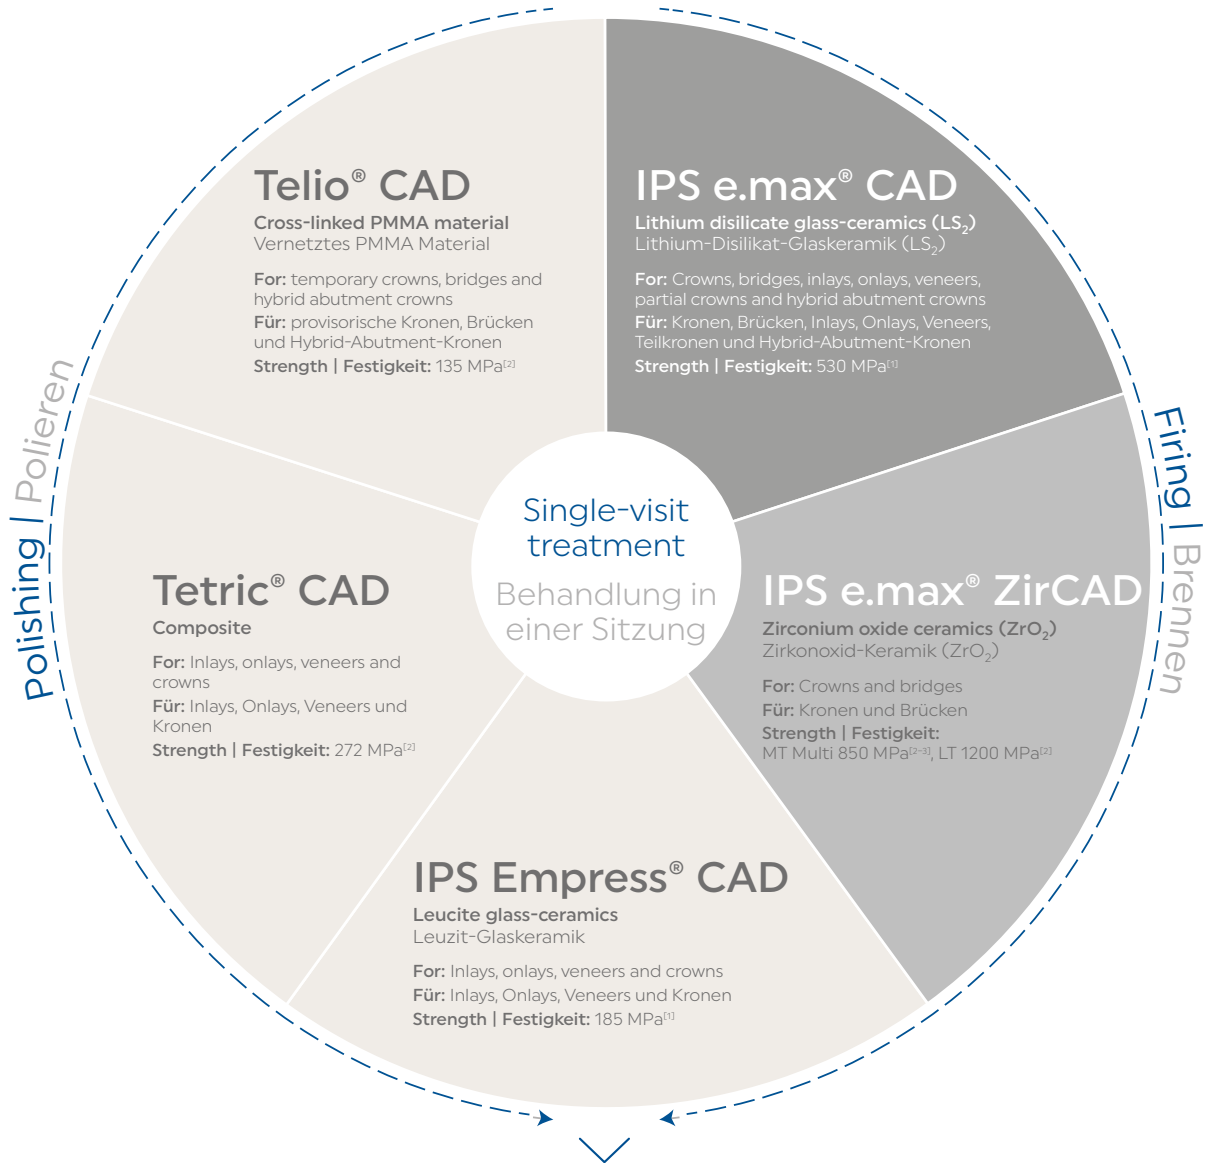 Telio® CAD
Cross-linked PMMA material
Vernetztes PMMA Material
For: temporary crowns, bridges and
hybrid abutment crowns
Für: provisorische Kronen, Brücken
und Hybrid-Abutment-Kronen
Strength | Festigkeit: 135 MPa[2]
IPS e.max® CAD
Lithium disilicate glass-ceramics (LS2)
Lithium-Disilikat-Glaskeramik (LS2)
For: Crowns, bridges, inlays, onlays, veneers,
partial crowns and hybrid abutment crowns
Für: Kronen, Brücken, Inlays, Onlays, Veneers,
Teilkronen und Hybrid-Abutment-Kronen
Strength | Festigkeit: 530 MPa[1]
Polishing | Polieren
Firing | Brennen
Single-visit
treatment
Behandlung in
einer Sitzung
Tetric® CAD
Composite
For: Inlays, onlays, veneers and
crowns
Für: Inlays, Onlays, Veneers und
Kronen
Strength | Festigkeit: 272 MPa[2]
IPS e.max® ZirCAD
Zirconium oxide ceramics (ZrO2)
Zirkonoxid-Keramik (ZrO2)
For: Crowns and bridges
Für: Kronen und Brücken
Strength | Festigkeit:
MT Multi 850 MPa[2-3], LT 1200 MPa[2]
IPS Empress® CAD
Leucite glass-ceramics
Leuzit-Glaskeramik
For: Inlays, onlays, veneers and crowns
Für: Inlays, Onlays, Veneers und Kronen
Strength | Festigkeit: 185 MPa[1]